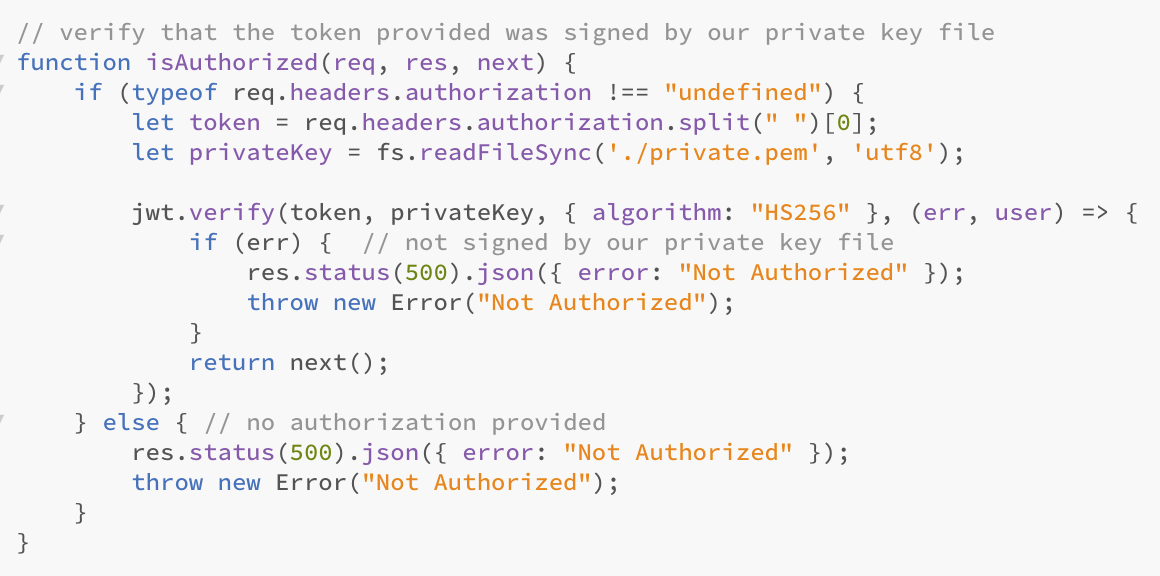 // verify that the token provided was signed by our private key file
function isAuthorized(req, res, next) {
    if (typeof req.headers.authorization !== "undefined") {
        let token = req.headers.authorization.split(" ")[0];
        let privateKey = fs.readFileSync('./private.pem', 'utf8');

        jwt.verify(token, privateKey, { algorithm: "HS256" }, (err, user) => {
            if (err) {  // not signed by our private key file
                res.status(500).json({ error: "Not Authorized" });
                throw new Error("Not Authorized");
            }
            return next();
        });
    } else { // no authorization provided
        res.status(500).json({ error: "Not Authorized" });
        throw new Error("Not Authorized");
    }
}